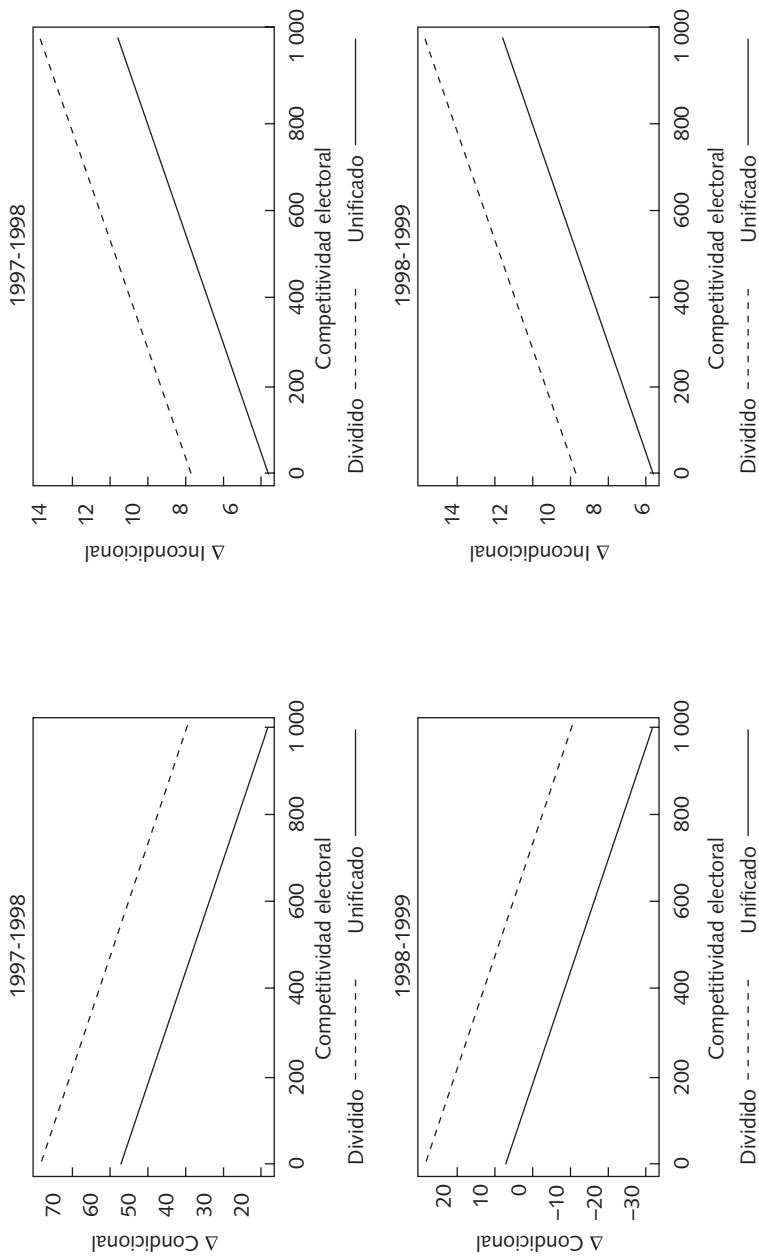 1997-1998
Δ Condicional
70
60
50
40
30
20
0 200 400 600 800 1 000
Competitividad electoral
Dividido Unificado
1997-1998
Δ Incondicional
14
12
10
8
6
0 200 400 600 800 1 000
Competitividad electoral
Dividido Unificado
1998-1999
Δ Condicional
20
10
0
−10
−20
−30
0 200 400 600 800 1 000
Competitividad electoral
Dividido Unificado
1998-1999
Δ Incondicional
14
12
10
8
6
0 200 400 600 800 1 000
Competitividad electoral
Dividido Unificado